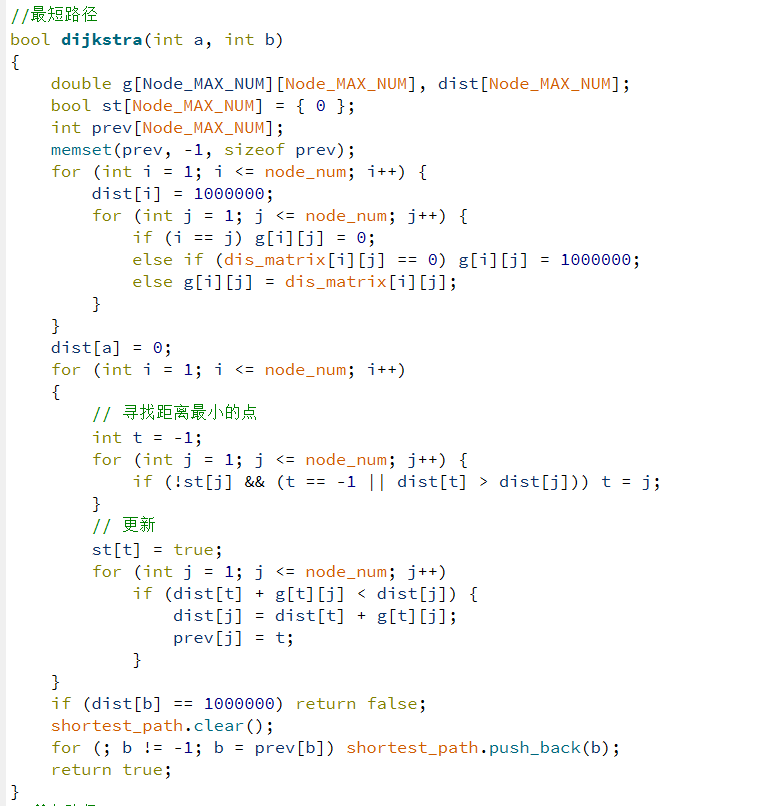 //最短路径
bool dijkstra(int a, int b)
{
    double g[Node_MAX_NUM][Node_MAX_NUM], dist[Node_MAX_NUM];
    bool st[Node_MAX_NUM] = { 0 };
    int prev[Node_MAX_NUM];
    memset(prev, -1, sizeof prev);
    for (int i = 1; i <= node_num; i++) {
        dist[i] = 1000000;
        for (int j = 1; j <= node_num; j++) {
            if (i == j) g[i][j] = 0;
            else if (dis_matrix[i][j] == 0) g[i][j] = 1000000;
            else g[i][j] = dis_matrix[i][j];
        }
    }
    dist[a] = 0;
    for (int i = 1; i <= node_num; i++)
    {
        // 寻找距离最小的点
        int t = -1;
        for (int j = 1; j <= node_num; j++) {
            if (!st[j] && (t == -1 || dist[t] > dist[j])) t = j;
        }
        // 更新
        st[t] = true;
        for (int j = 1; j <= node_num; j++)
            if (dist[t] + g[t][j] < dist[j]) {
                dist[j] = dist[t] + g[t][j];
                prev[j] = t;
            }
    }
    if (dist[b] == 1000000) return false;
    shortest_path.clear();
    for (; b != -1; b = prev[b]) shortest_path.push_back(b);
    return true;
}